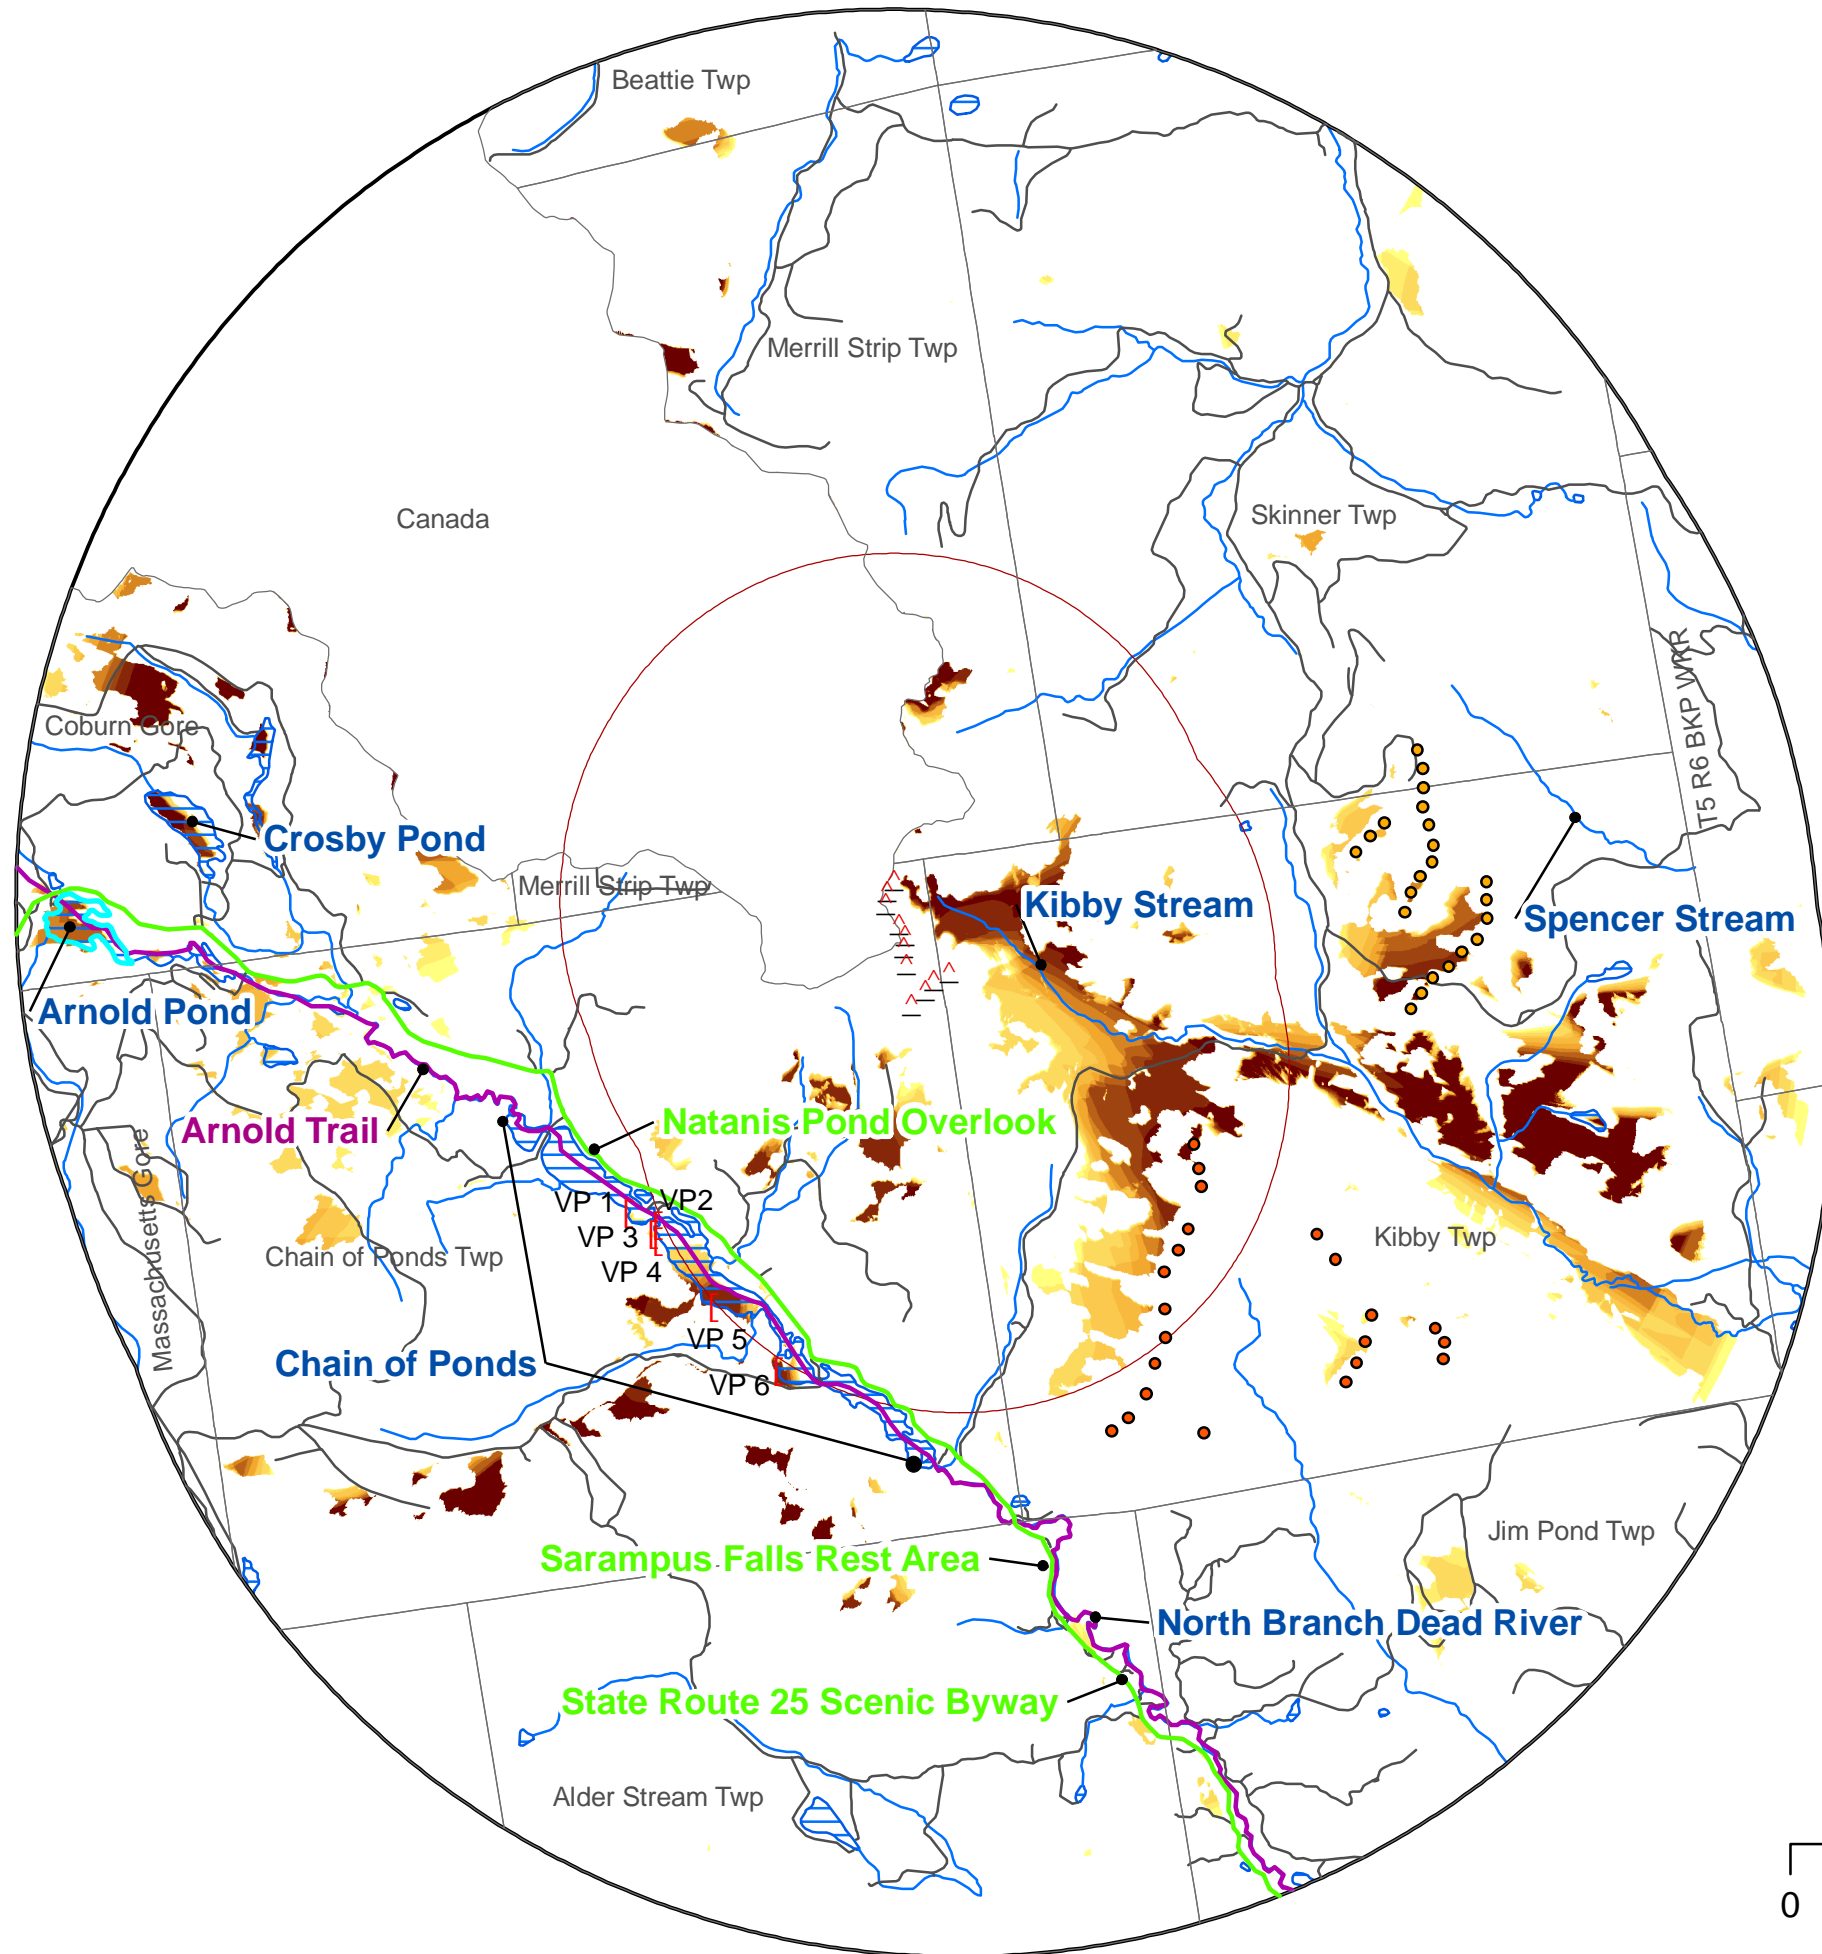 Beattie Twp
Merrill Strip Twp
Canada
Skinner Twp
T5 R6 BKP WKR
Coburn Gore
Crosby Pond
Merrill Strip Twp
Kibby Stream
Spencer Stream
Arnold Pond
Arnold Trail
Natanis Pond Overlook
Massachusetts Gore
VP 1
VP2
VP 3
VP 4
Chain of Ponds Twp
Kibby Twp
VP 5
Chain of Ponds
VP 6
Jim Pond Twp
Sarampus Falls Rest Area
North Branch Dead River
State Route 25 Scenic Byway
Alder Stream Twp
0